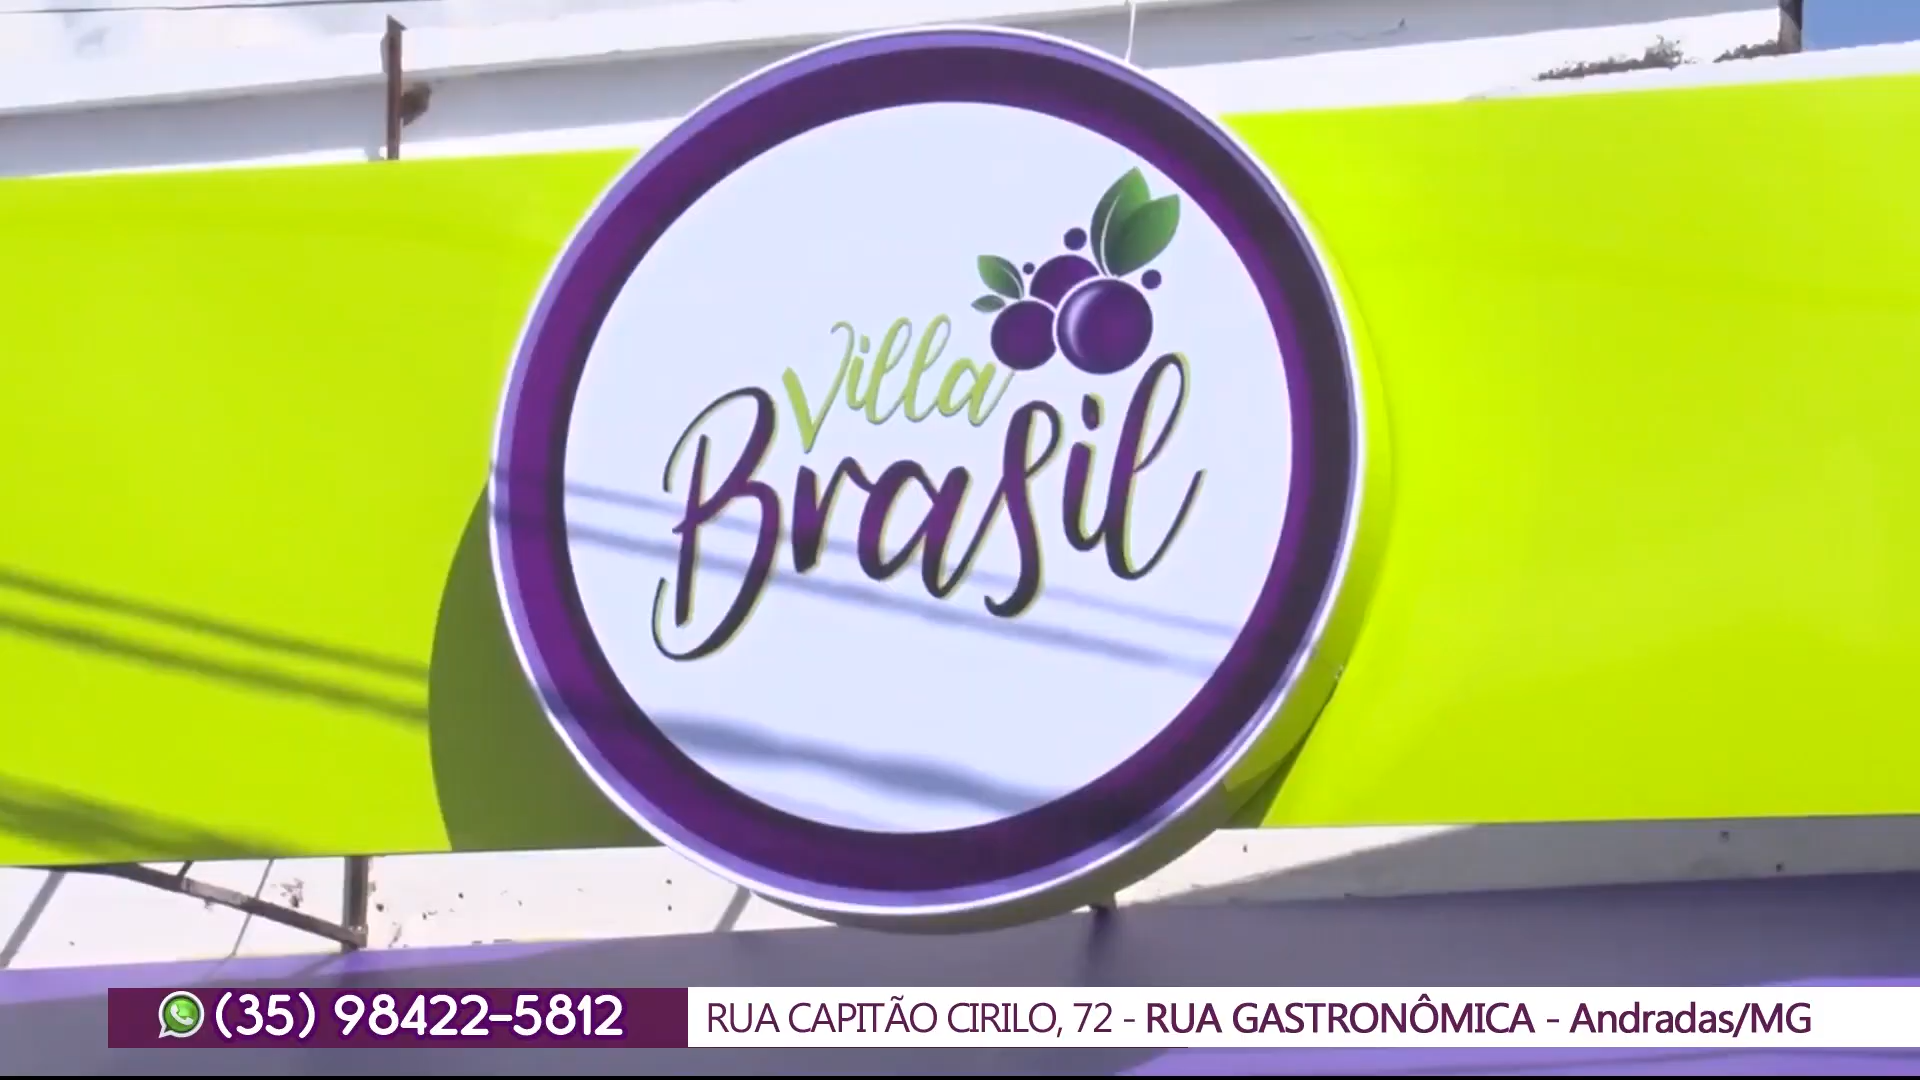 Villa
Brasil
(35) 98422-5812
RUA CAPITÃO CIRILO, 72 - RUA GASTRONÔMICA - Andradas/MG